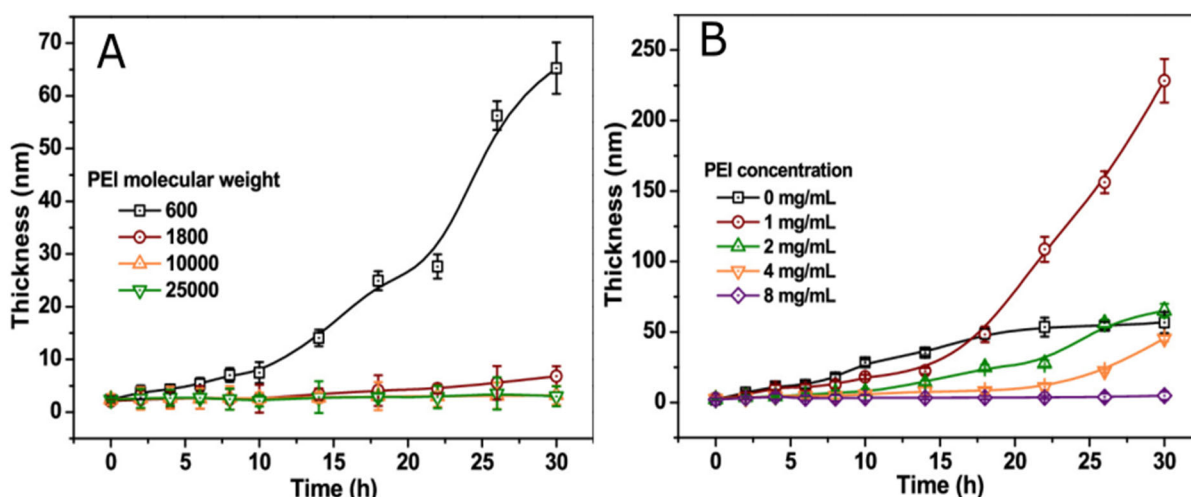 A
Thickness (nm)
70
60
50
40
30
20
10
0
PEI molecular weight
600
1800
10000
25000
0 5 10 15 20 25 30
Time (h)
B
Thickness (nm)
250
200
150
100
50
0
PEI concentration
0 mg/mL
1 mg/mL
2 mg/mL
4 mg/mL
8 mg/mL
0 5 10 15 20 25 30
Time (h)